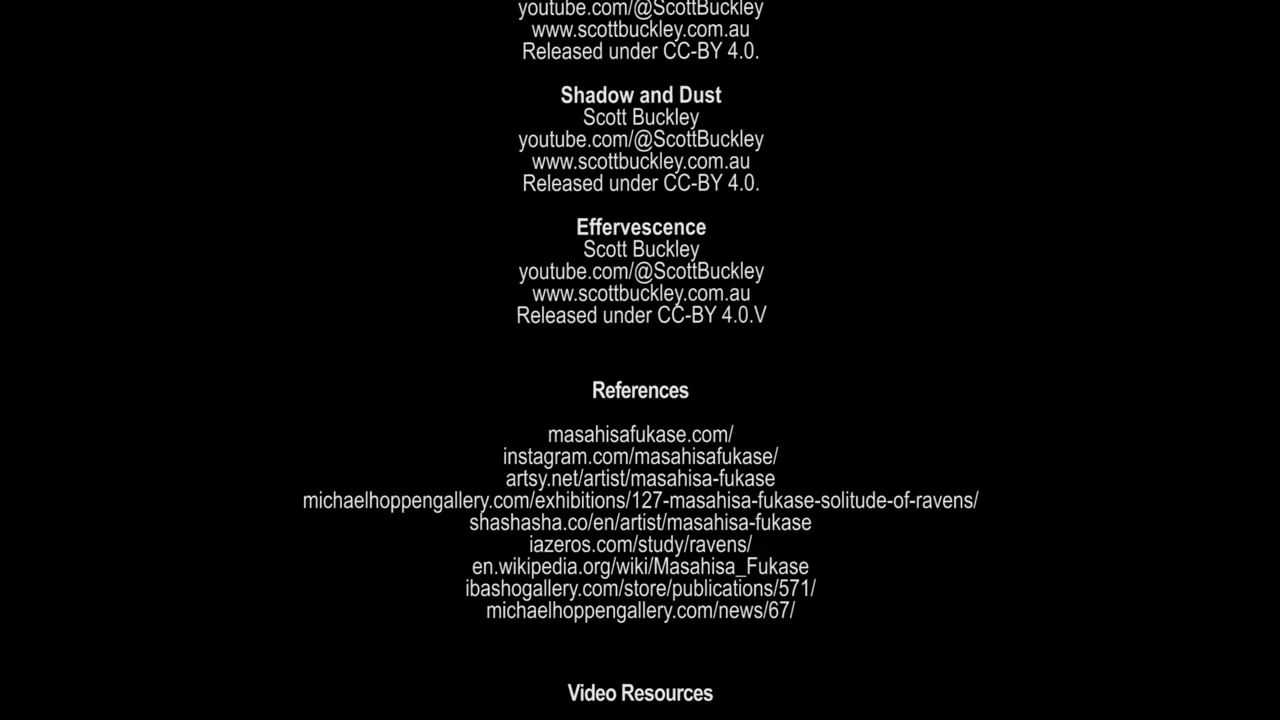 youtube.com/@ScottBuckley
www.scottbuckley.com.au
Released under CC-BY 4.0.
Shadow and Dust
Scott Buckley
youtube.com/@ScottBuckley
www.scottbuckley.com.au
Released under CC-BY 4.0.
Effervescence
Scott Buckley
youtube.com/@ScottBuckley
www.scottbuckley.com.au
Released under CC-BY 4.0.V
References
masahisafukase.com/
instagram.com/masahisafukase/
artsy.net/artist/masahisa-fukase
michaelhoppengallery.com/exhibitions/127-masahisa-fukase-solitude-of-ravens/
shashasha.co/en/artist/masahisa-fukase
iazeros.com/study/ravens/
en.wikipedia.org/wiki/Masahisa_Fukase
ibashogallery.com/store/publications/571/
michaelhoppengallery.com/news/67/
Video Resources